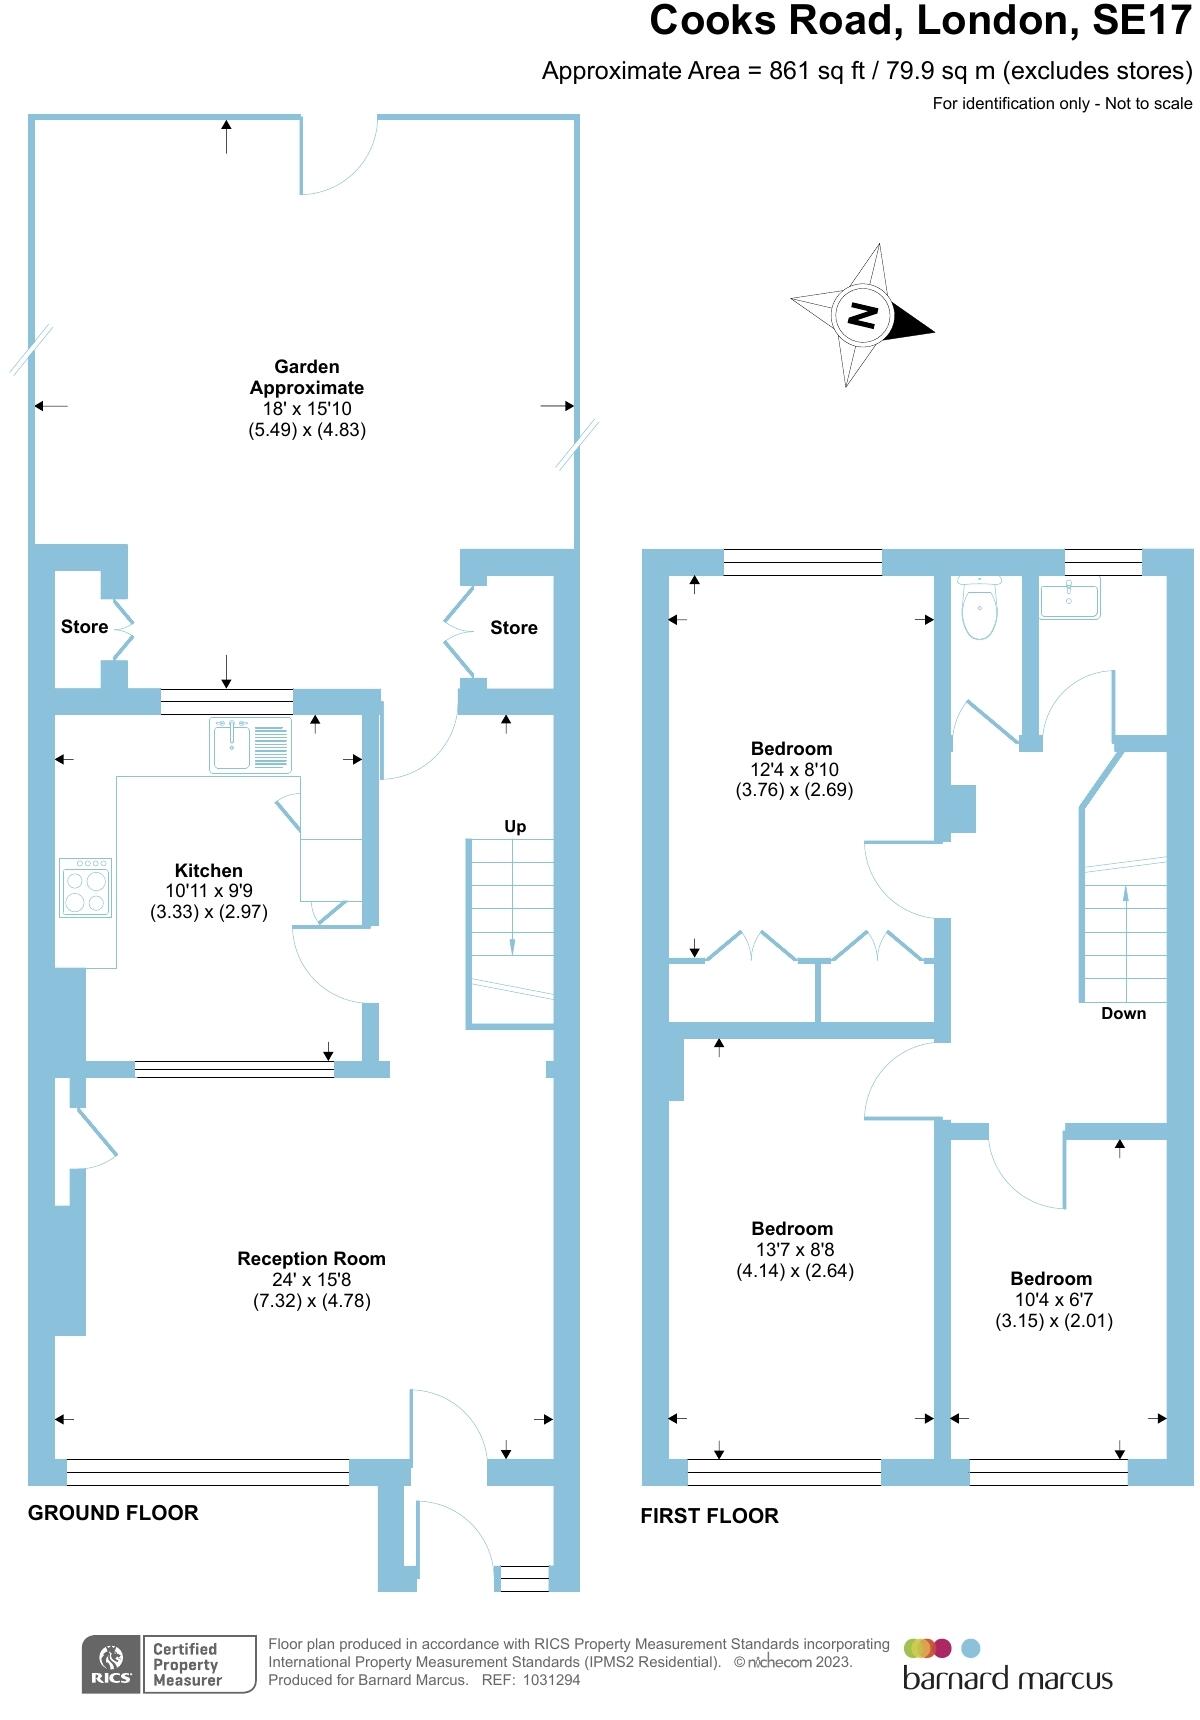 Cooks Road, London, SE17
Approximate Area = 861 sq ft / 79.9 sq m (excludes stores)
For identification only - Not to scale
Garden
Approximate
18' x 15'10
(5.49) x (4.83)
N
Store
Store
Up
Kitchen
10'11 x 9'9
(3.33) x (2.97)
Reception Room
24' x 15'8
(7.32) x (4.78)
GROUND FLOOR
Bedroom
12'4 x 8'10
(3.76) x (2.69)
Down
Bedroom
13'7 x 8'8
(4.14) x (2.64)
Bedroom
10'4 x 6'7
(3.15) x (2.01)
FIRST FLOOR
RICS
Certified
Property
Measurer
Floor plan produced in accordance with RICS Property Measurement Standards incorporating
International Property Measurement Standards (IPMS2 Residential). © nichecom 2023.
Produced for Barnard Marcus. REF: 1031294
barnard marcus